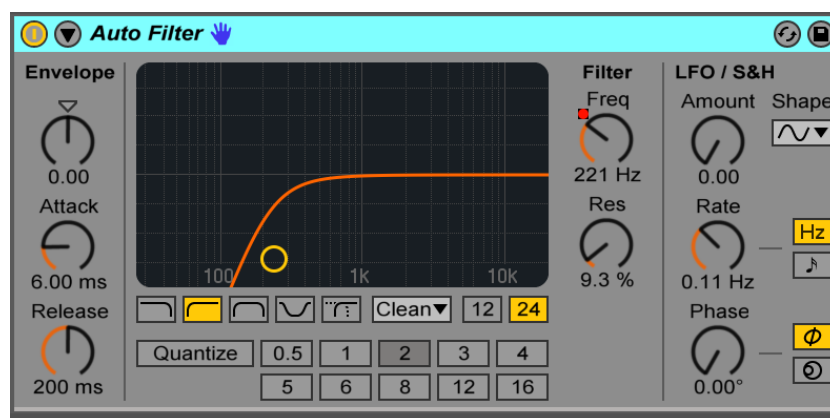 Auto Filter
Envelope
0.00
Attack
6.00 ms
Release
200 ms
100 1k 10k
Clean 12 24
Quantize 0.5 1 2 3 4
5 6 8 12 16
Filter
Freq
221 Hz
Res
9.3 %
LFO / S&H
Amount Shape
0.00
Rate
Hz
0.11 Hz
Phase
0.00°